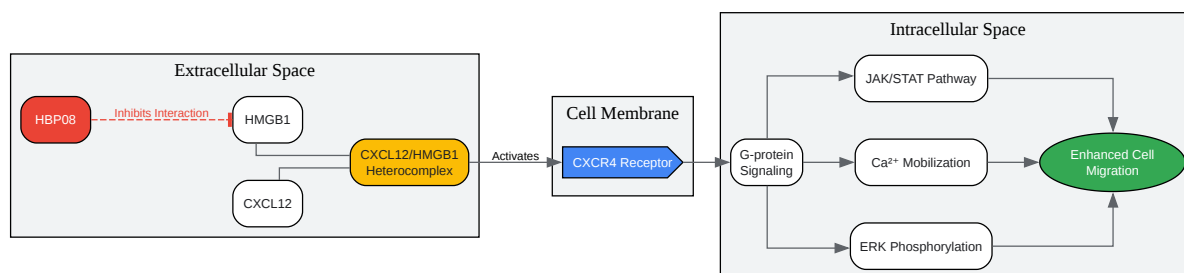 Extracellular Space
HBP08
Inhibits Interaction
HMGB1
CXCL12
CXCL12/HMGB1
Heterocomplex
Activates
Cell Membrane
CXCR4 Receptor
Intracellular Space
G-protein
Signaling
JAK/STAT Pathway
Ca²⁺ Mobilization
ERK Phosphorylation
Enhanced Cell
Migration